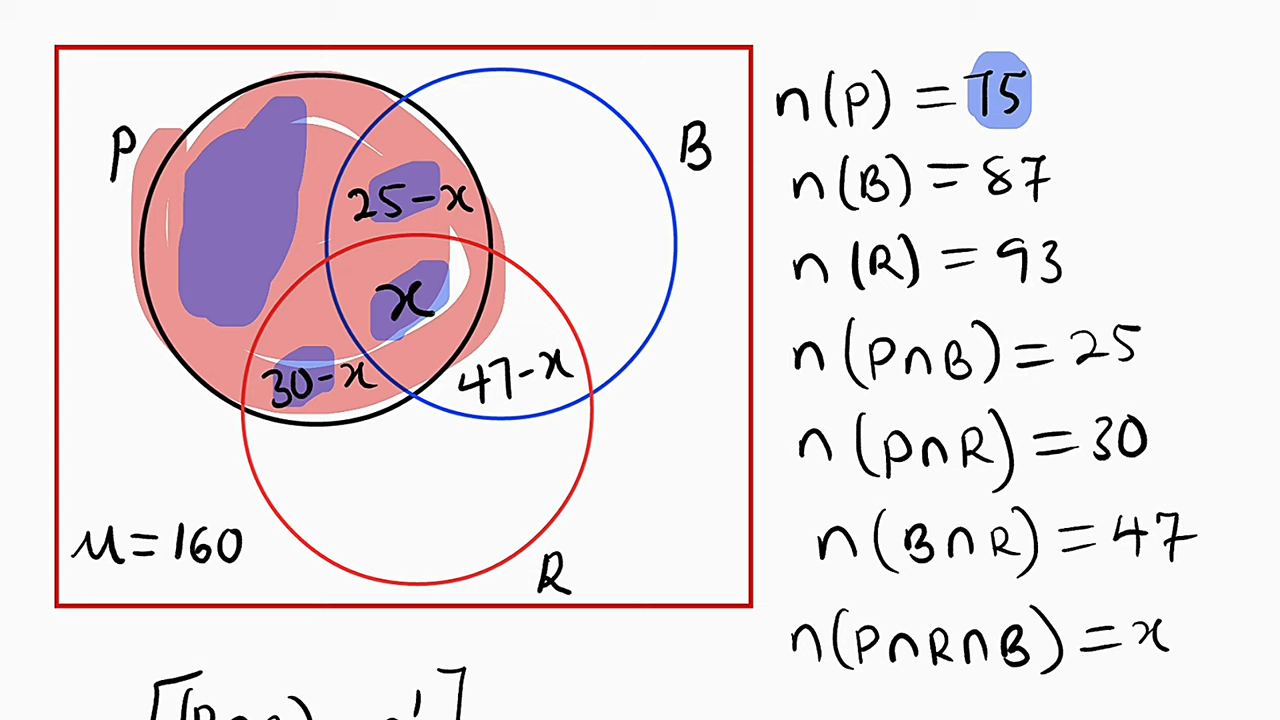 P
B
25-x
x
30-x
47-x
μ=160
R
n(P) = 75
n(B) = 87
n(R) = 93
n(P∩B) = 25
n(P∩R) = 30
n(B∩R) = 47
n(P∩R∩B) = x